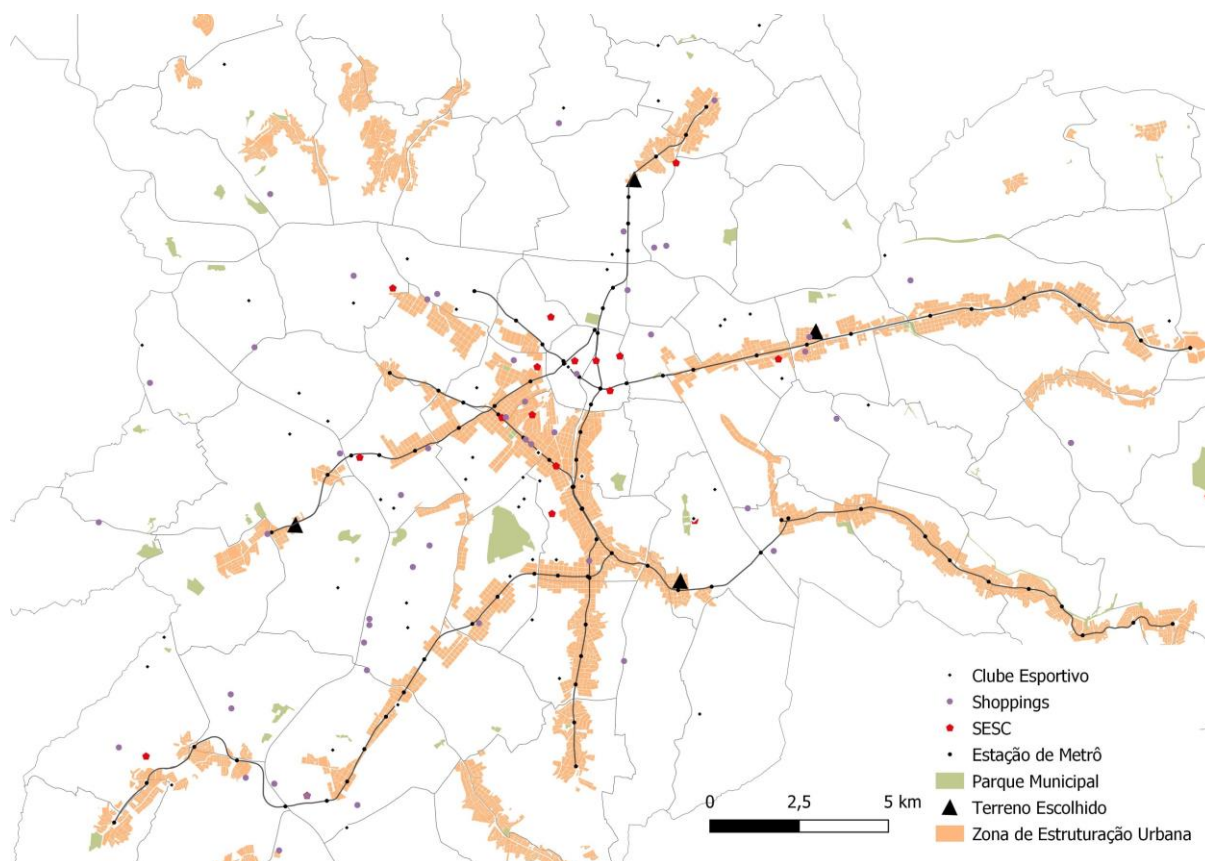 Clube Esportivo
Shoppings
SESC
Estação de Metrô
Parque Municipal
0 2,5 5 km
Terreno Escolhido
Zona de Estruturação Urbana